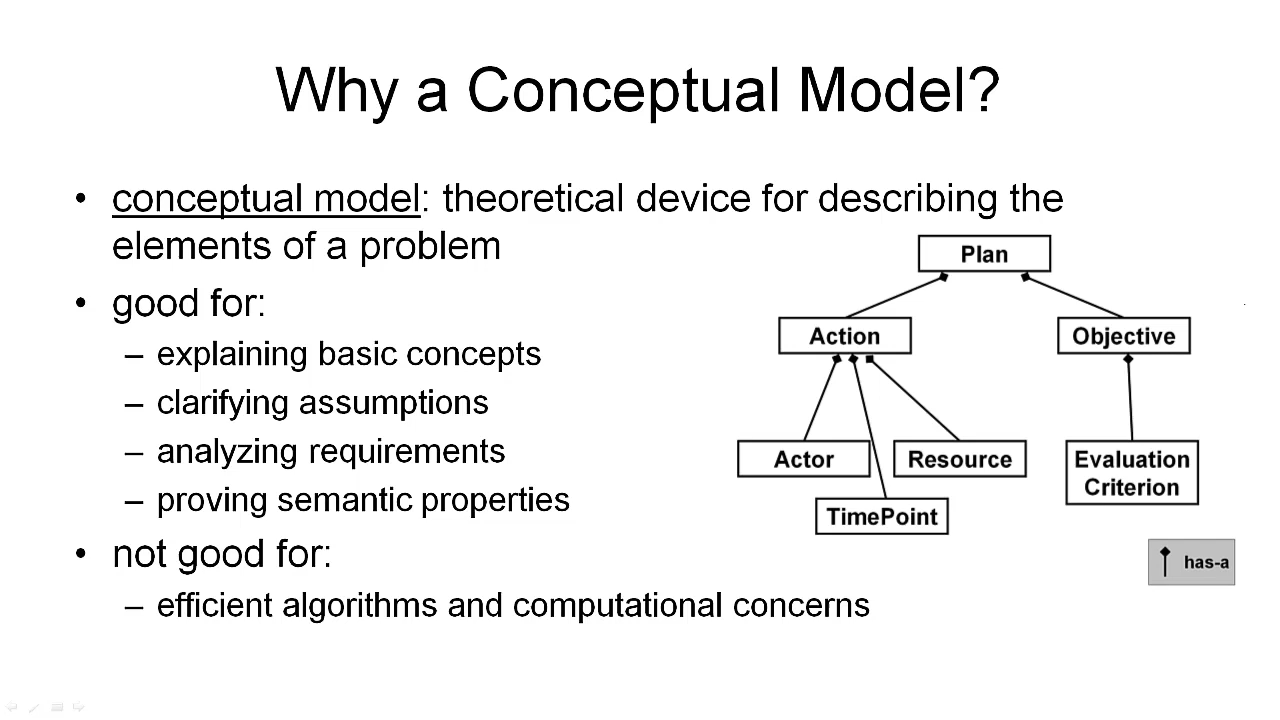 Why a Conceptual Model?
• conceptual model: theoretical device for describing the
elements of a problem
• good for:
– explaining basic concepts
– clarifying assumptions
– analyzing requirements
– proving semantic properties
• not good for:
– efficient algorithms and computational concerns
Plan
Action
Objective
Actor
Resource
Evaluation
Criterion
TimePoint
has-a